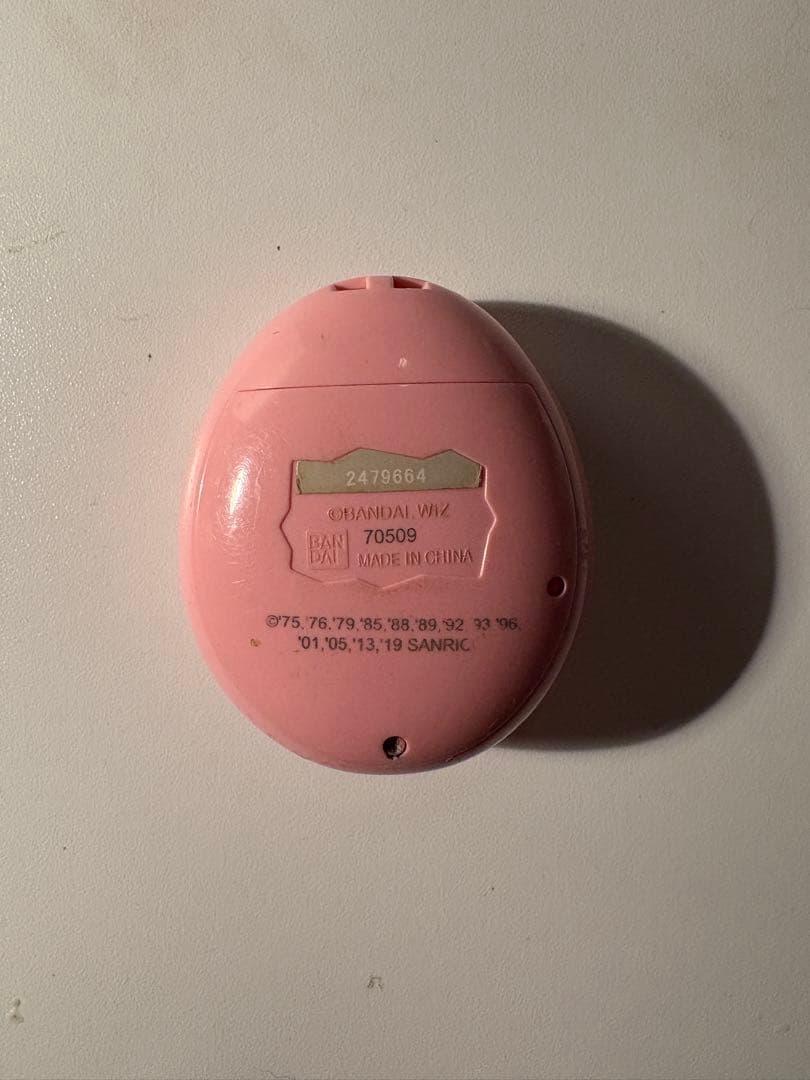 2479664
©BANDAI, WIZ
BAN
DAI
70509
MADE IN CHINA
©'75,'76,'79,'85,'88,'89,'92,'93,'96,
'01,'05,'13,'19 SANRIO